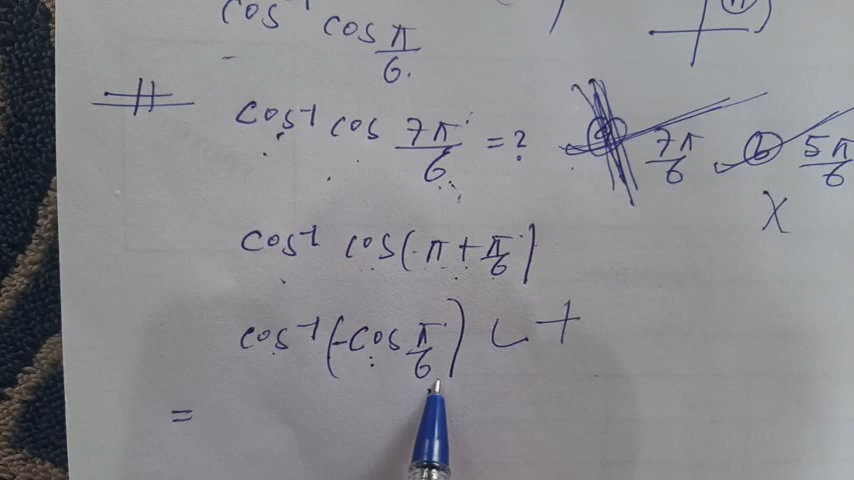 cos⁻¹ cos π/6.
cos⁻¹ cos 7π/6 = ? 7π/6 ⓑ 5π/6
X
cos⁻¹ cos(π + π/6)
cos⁻¹(-cos π/6)
=